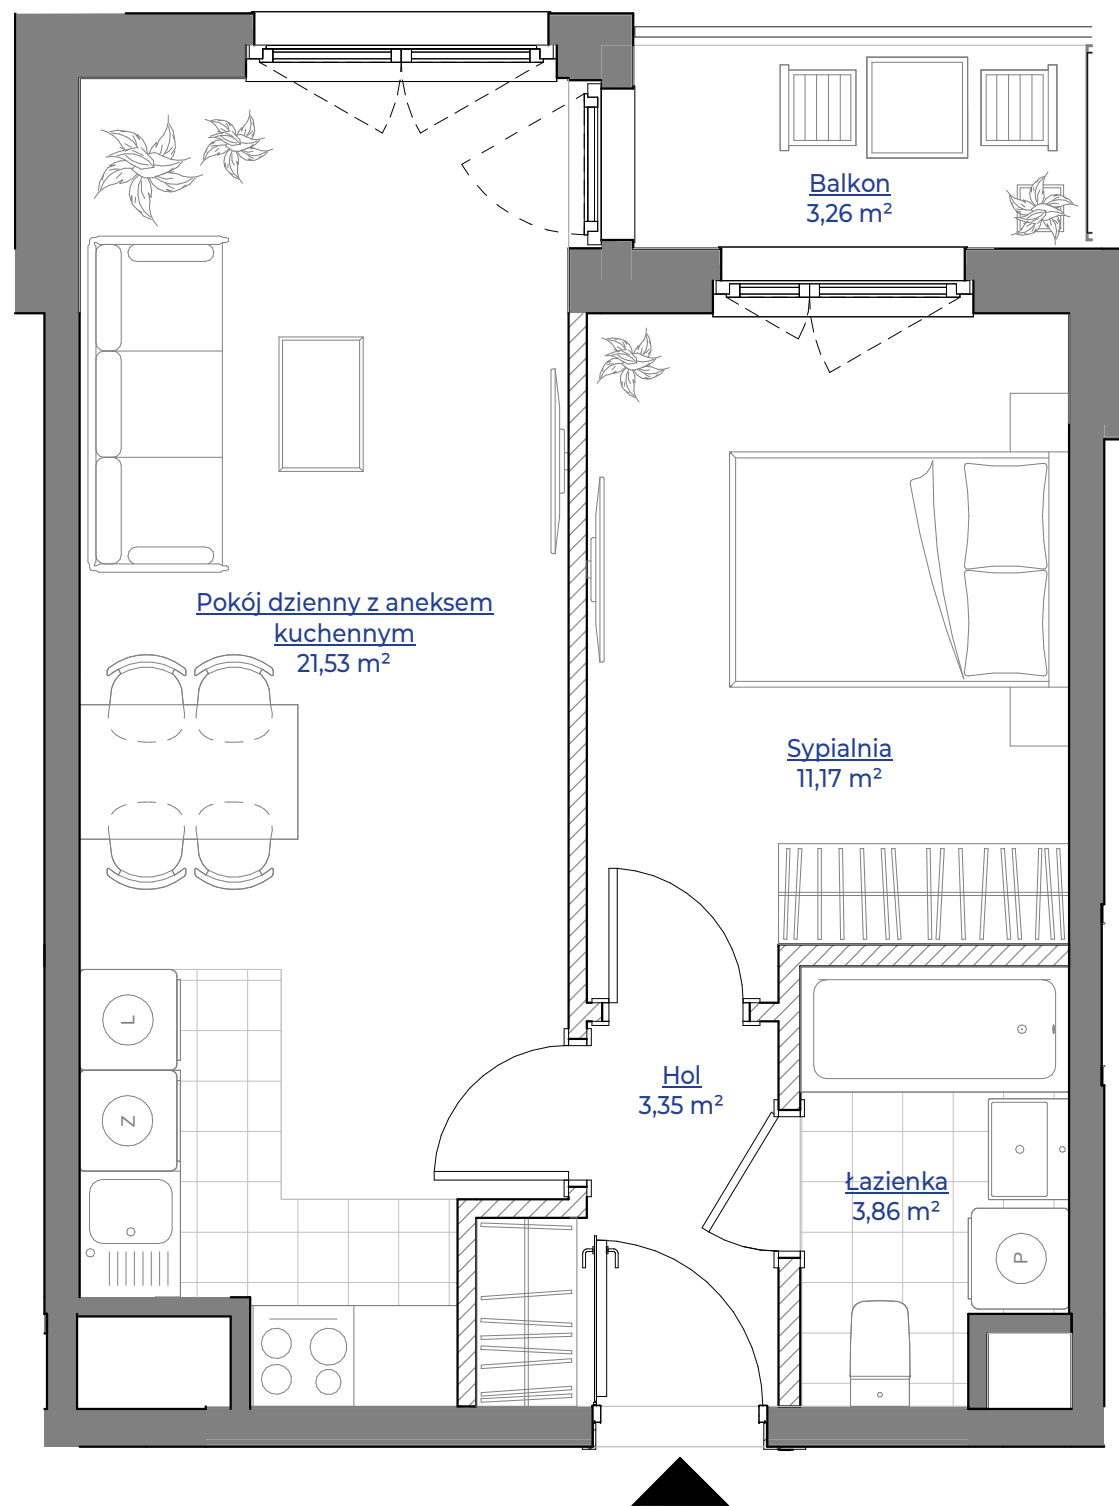 Balkon
3,26 m²
Pokój dzienny z aneksem
kuchennym
21,53 m²
Sypialnia
11,17 m²
L
Z
Hol
3,35 m²
Łazienka
3,86 m²
P